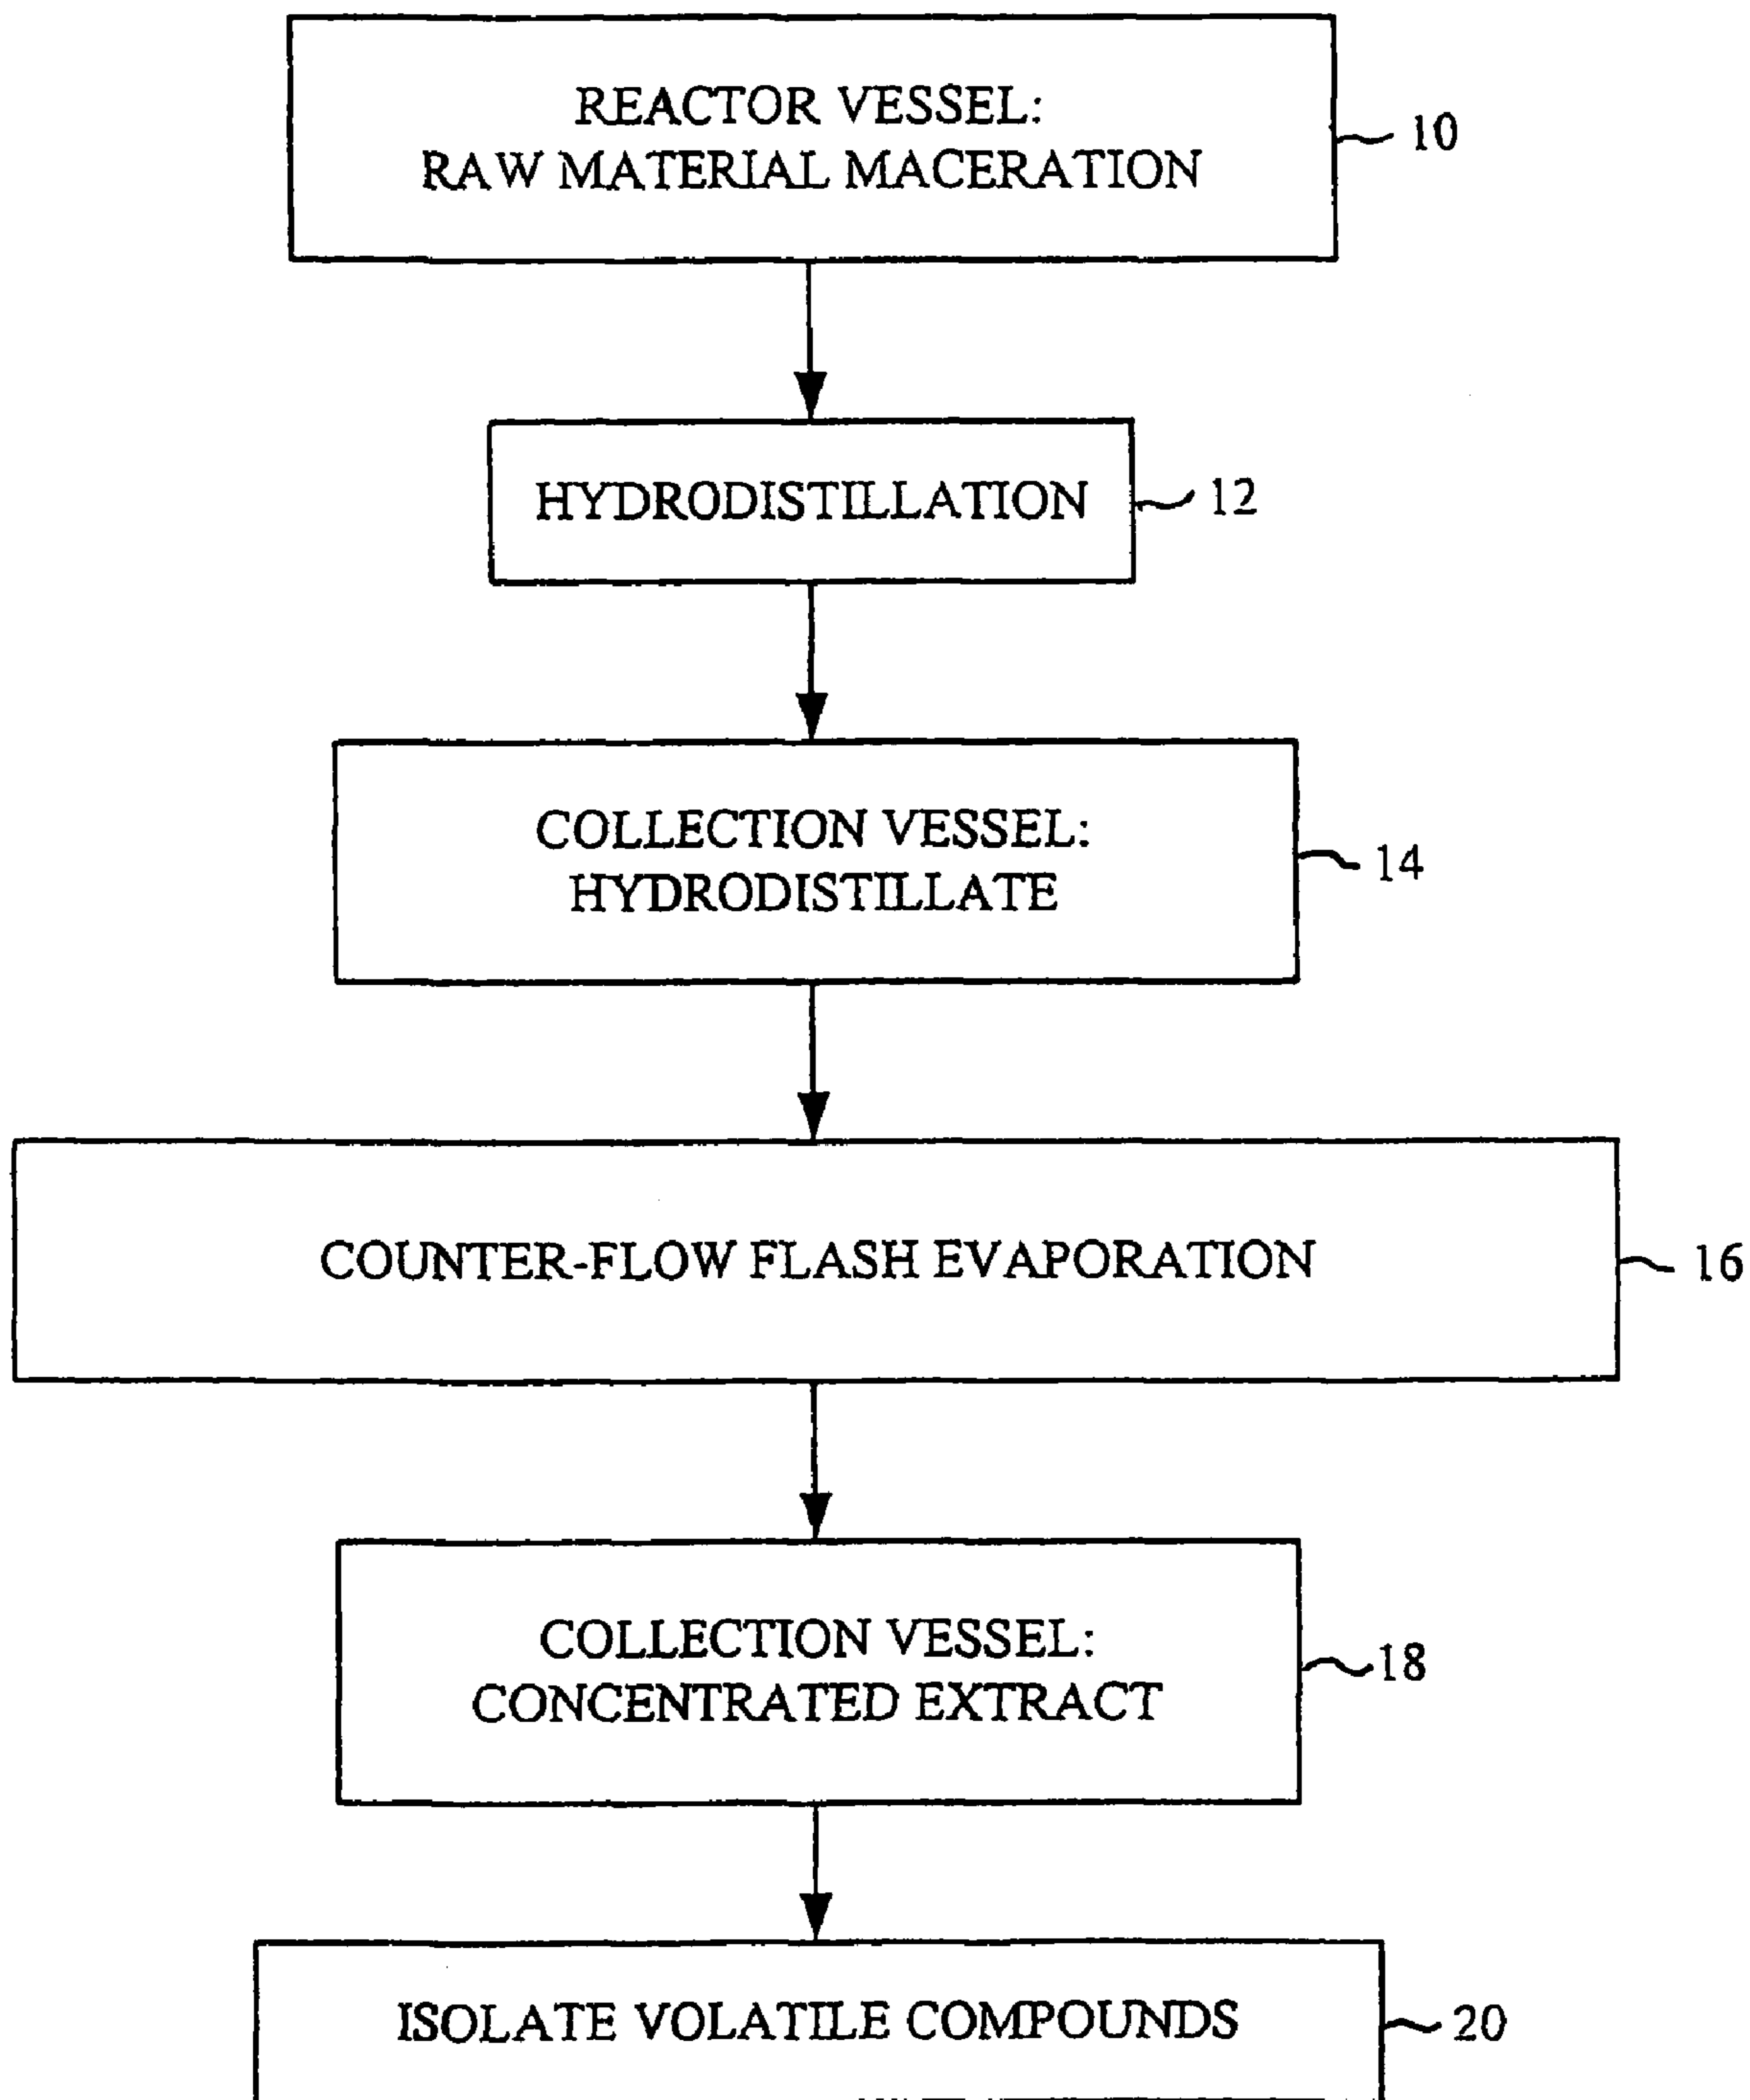 REACTOR VESSEL:
RAW MATERIAL MACERATION
10
HYDRODISTILLATION
12
COLLECTION VESSEL:
HYDRODISTILLATE
14
COUNTER-FLOW FLASH EVAPORATION
16
COLLECTION VESSEL:
CONCENTRATED EXTRACT
18
ISOLATE VOLATILE COMPOUNDS
20